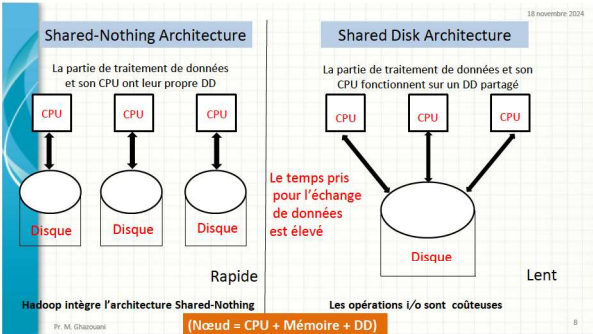 18 novembre 2024
Shared-Nothing Architecture
La partie de traitement de données
et son CPU ont leur propre DD
CPU
CPU
CPU
Disque
Disque
Disque
Rapide
Hadoop intègre l'architecture Shared-Nothing
Shared Disk Architecture
La partie de traitement de données et son
CPU fonctionnent sur un DD partagé
CPU
CPU
CPU
Le temps pris
pour l'échange
de données
est élevé
Disque
Lent
Les opérations i/o sont coûteuses
Pr. M. Ghazouani
(Nœud = CPU + Mémoire + DD)
8